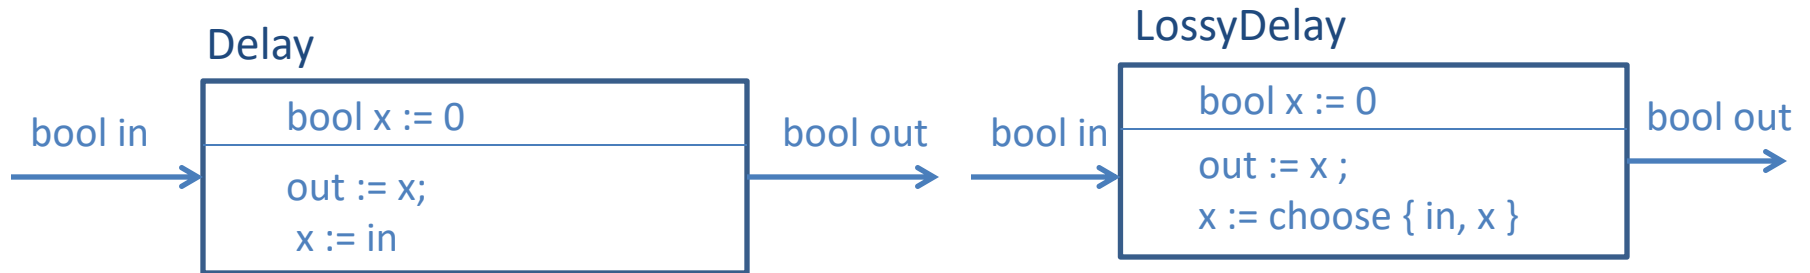 Delay
bool in
bool x := 0
out := x;
x := in
bool out
LossyDelay
bool in
bool x := 0
out := x ;
x := choose { in, x }
bool out